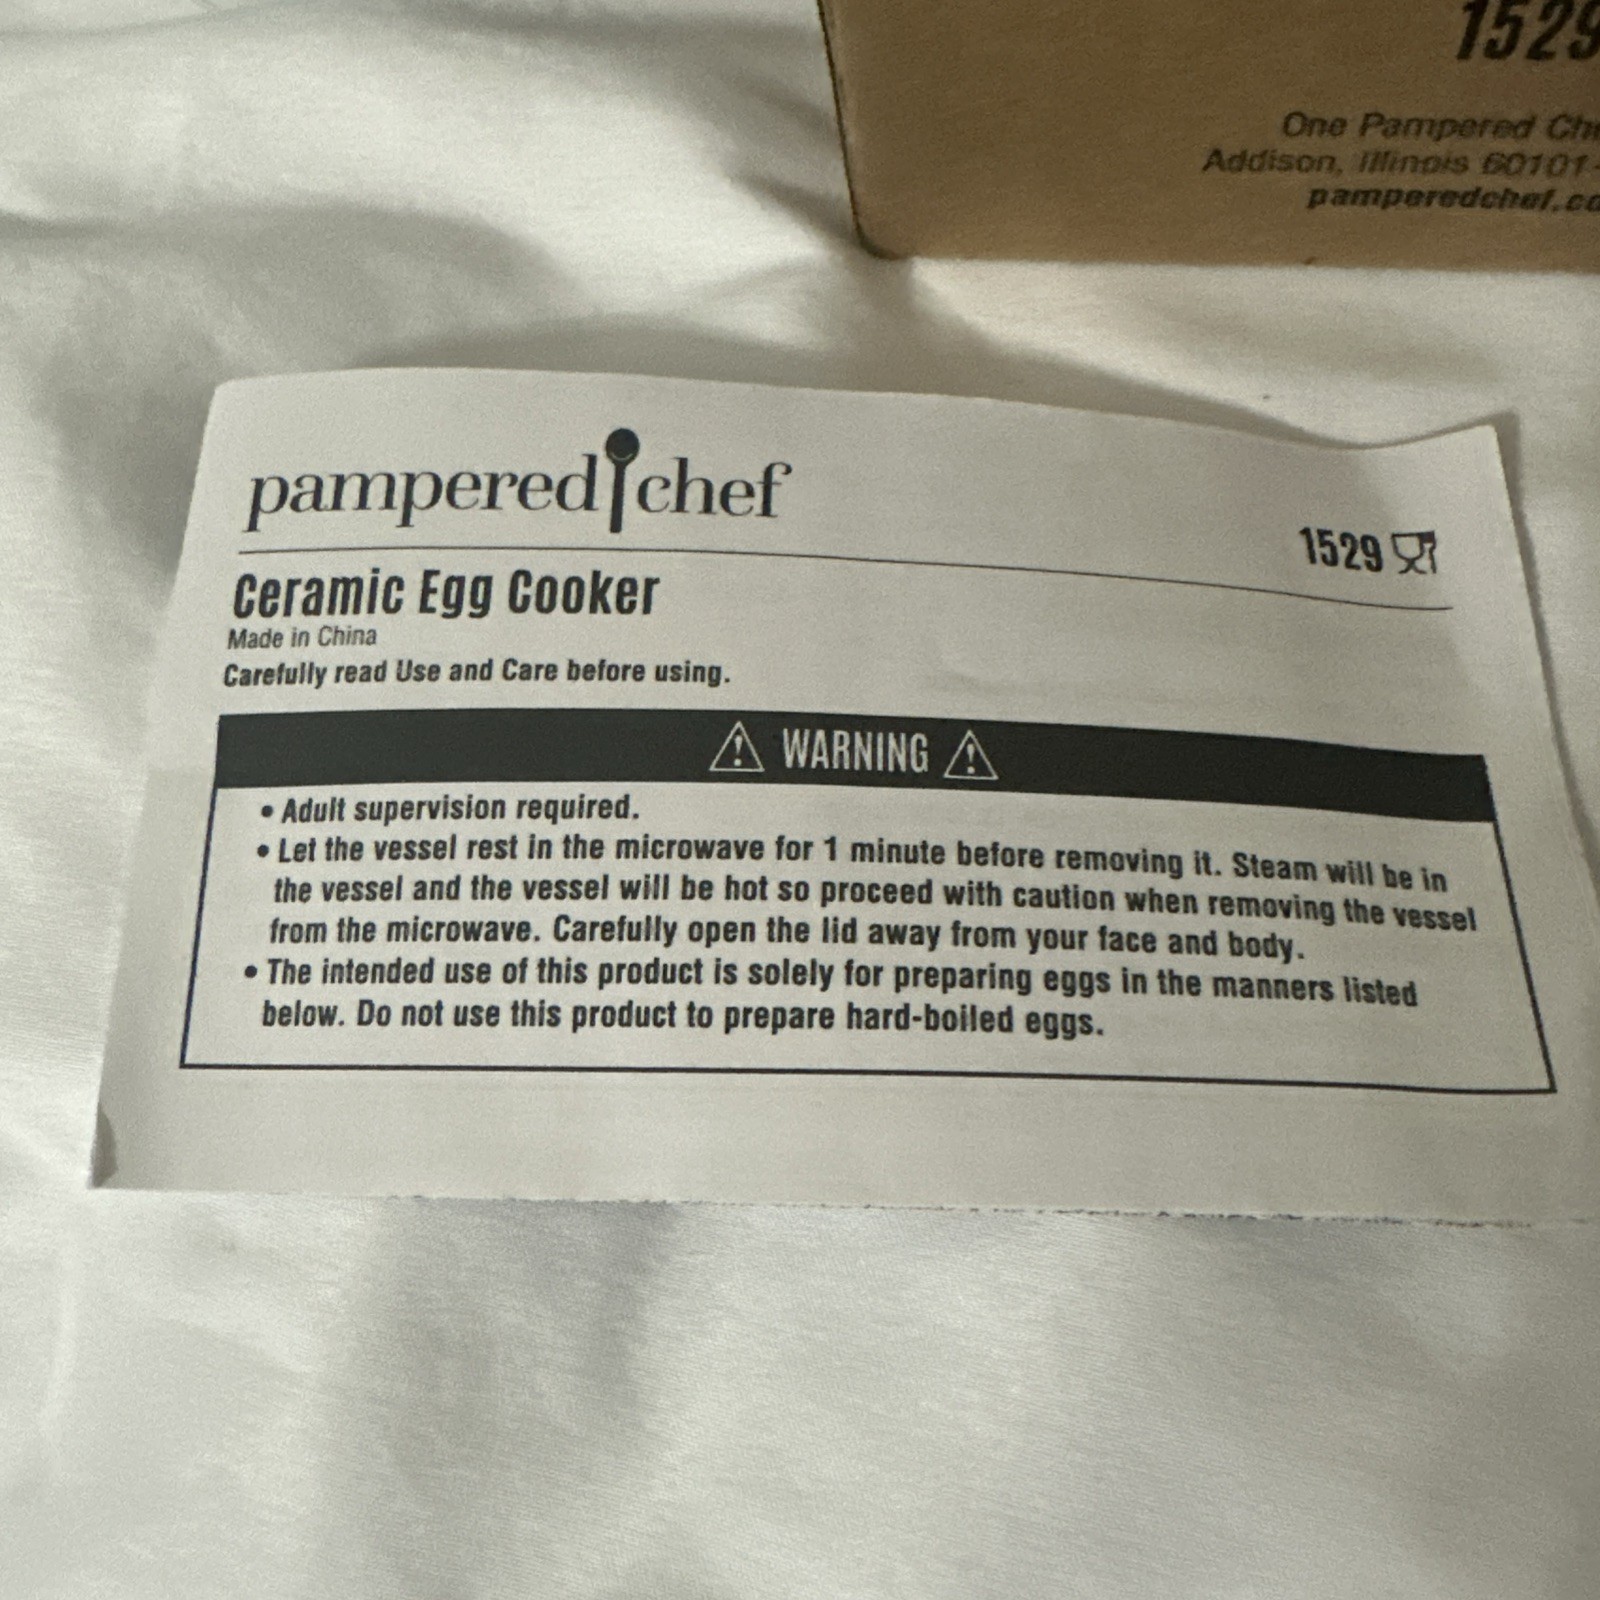 1529
One Pampered
Addison, Illinois 60101-
pamperedchef.co
pampered chef
1529
Ceramic Egg Cooker
Made in China
Carefully read Use and Care before using.
WARNING
• Adult supervision required.
• Let the vessel rest in the microwave for 1 minute before removing it. Steam will be in
the vessel and the vessel will be hot so proceed with caution when removing the vessel
from the microwave. Carefully open the lid away from your face and body.
• The intended use of this product is solely for preparing eggs in the manners listed
below. Do not use this product to prepare hard-boiled eggs.